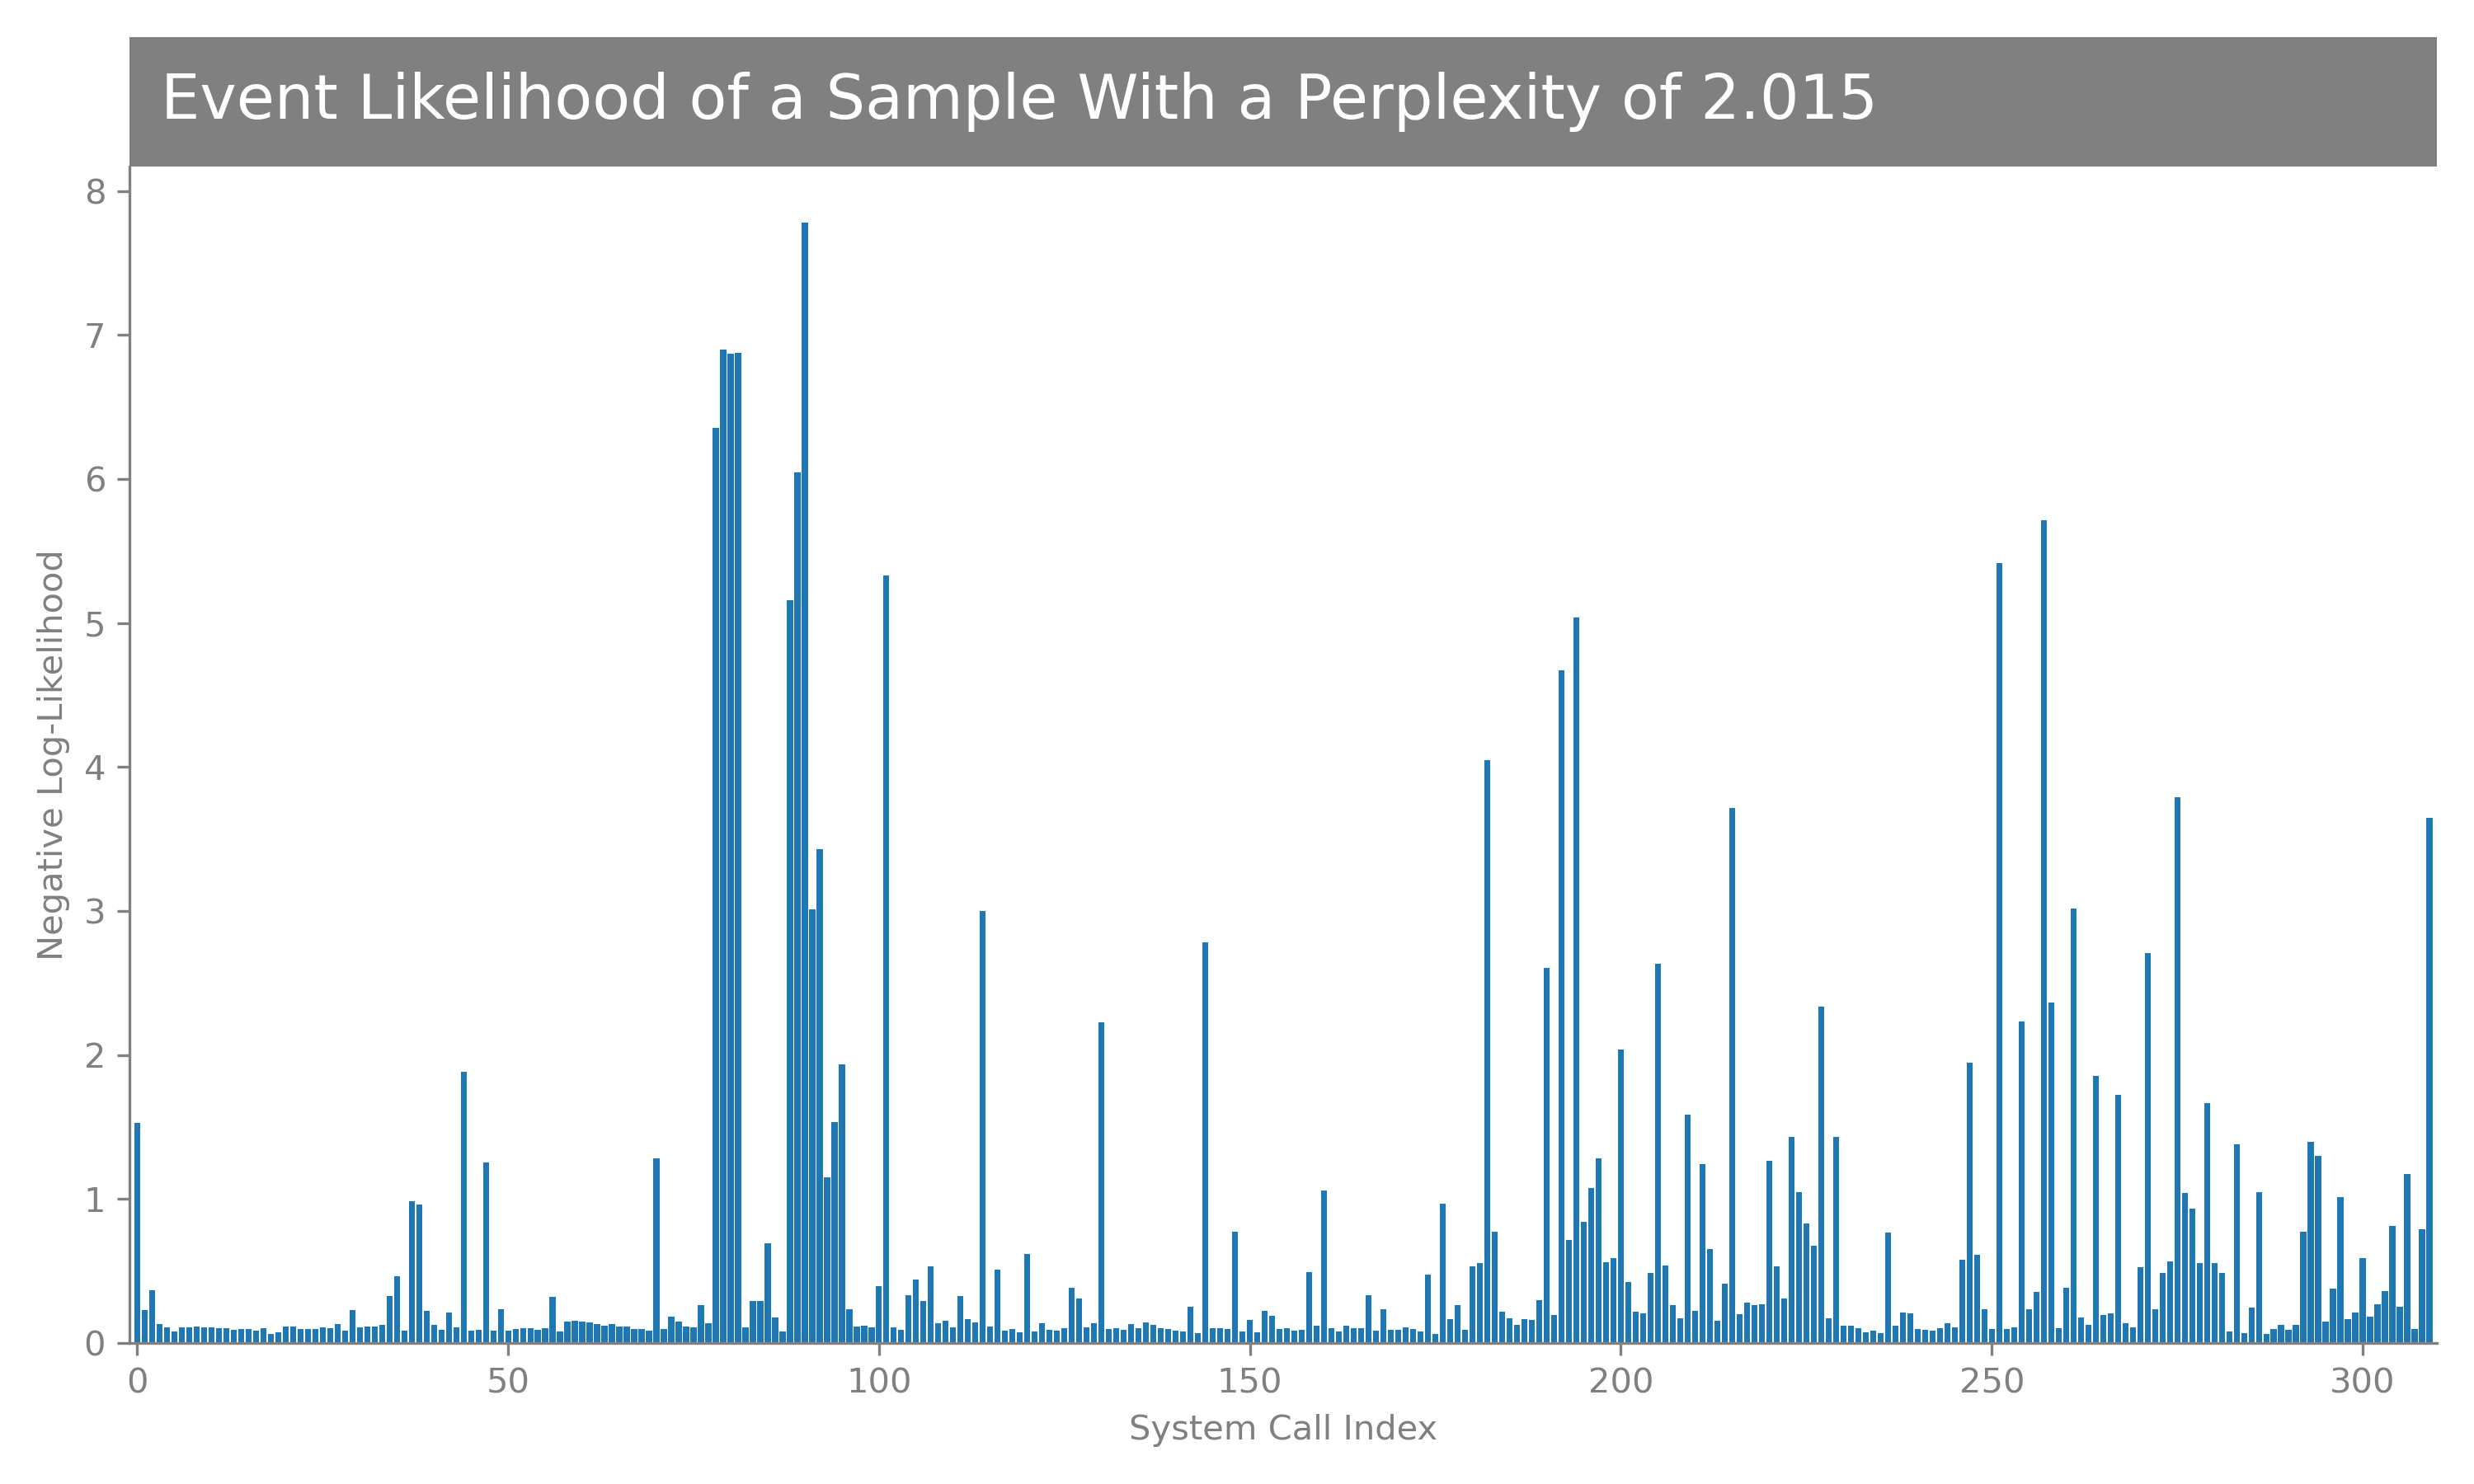 Event Likelihood of a Sample With a Perplexity of 2.015
8
7
6
5
4
3
2
1
0
Negative Log-Likelihood
0 50 100 150 200 250 300
System Call Index